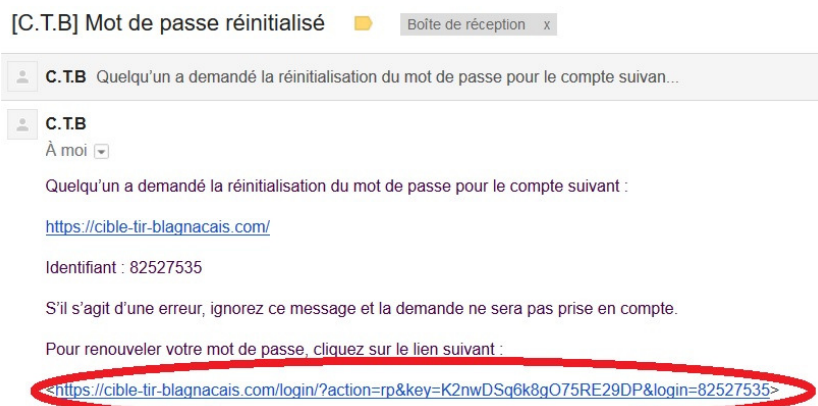 [C.T.B] Mot de passe réinitialisé Boîte de réception x
C.T.B Quelqu'un a demandé la réinitialisation du mot de passe pour le compte suivan...
C.T.B
À moi
Quelqu'un a demandé la réinitialisation du mot de passe pour le compte suivant :
https://cible-tir-blagnacais.com/
Identifiant : 82527535
S'il s'agit d'une erreur, ignorez ce message et la demande ne sera pas prise en compte.
Pour renouveler votre mot de passe, cliquez sur le lien suivant :
<https://cible-tir-blagnacais.com/login/?action=rp&key=K2nwDSq6k8gO75RE29DP&login=82527535>